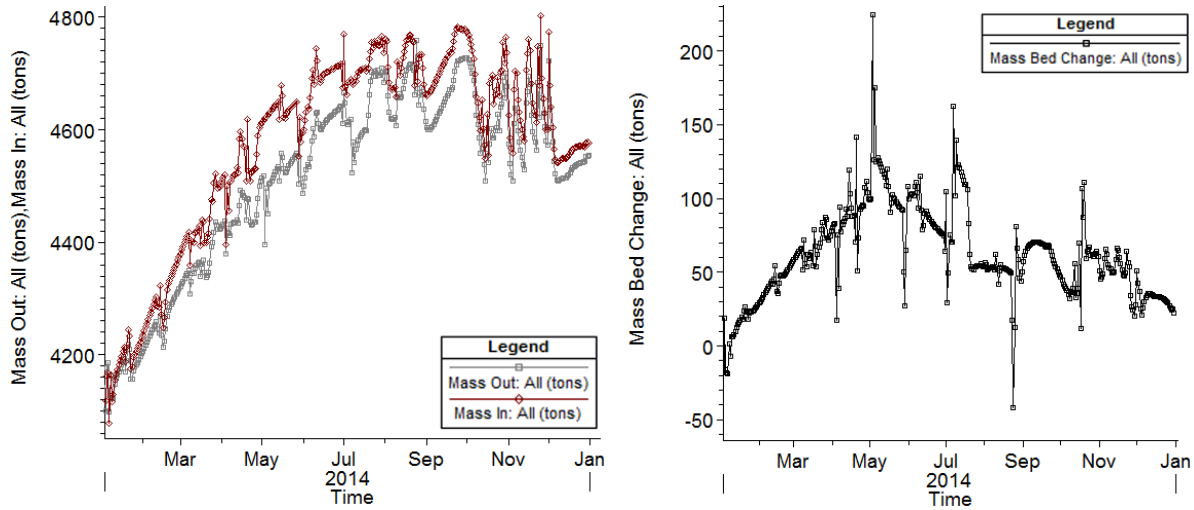 Mass Out: All (tons),Mass In: All (tons)
4800
4600
4400
4200
Legend
Mass Out: All (tons)
Mass In: All (tons)
Mar May Jul Sep Nov Jan
2014
Time
Mass Bed Change: All (tons)
200
150
100
50
0
-50
Legend
Mass Bed Change: All (tons)
Mar May Jul Sep Nov Jan
2014
Time